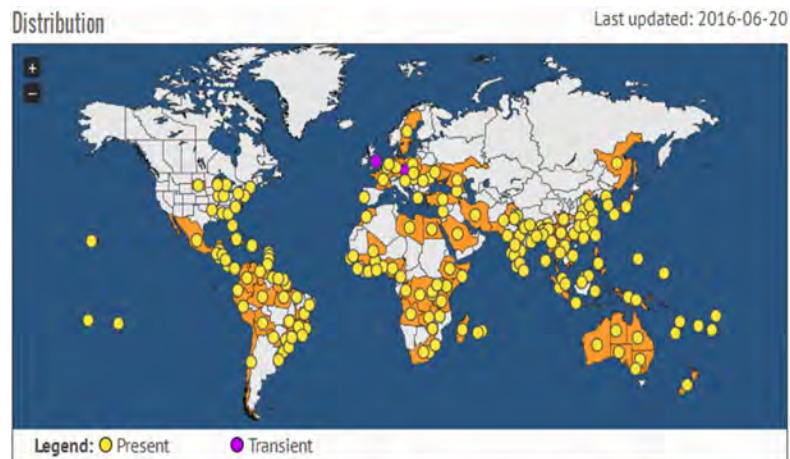 Distribution
Last updated: 2016-06-20
+
−
Legend: Present Transient